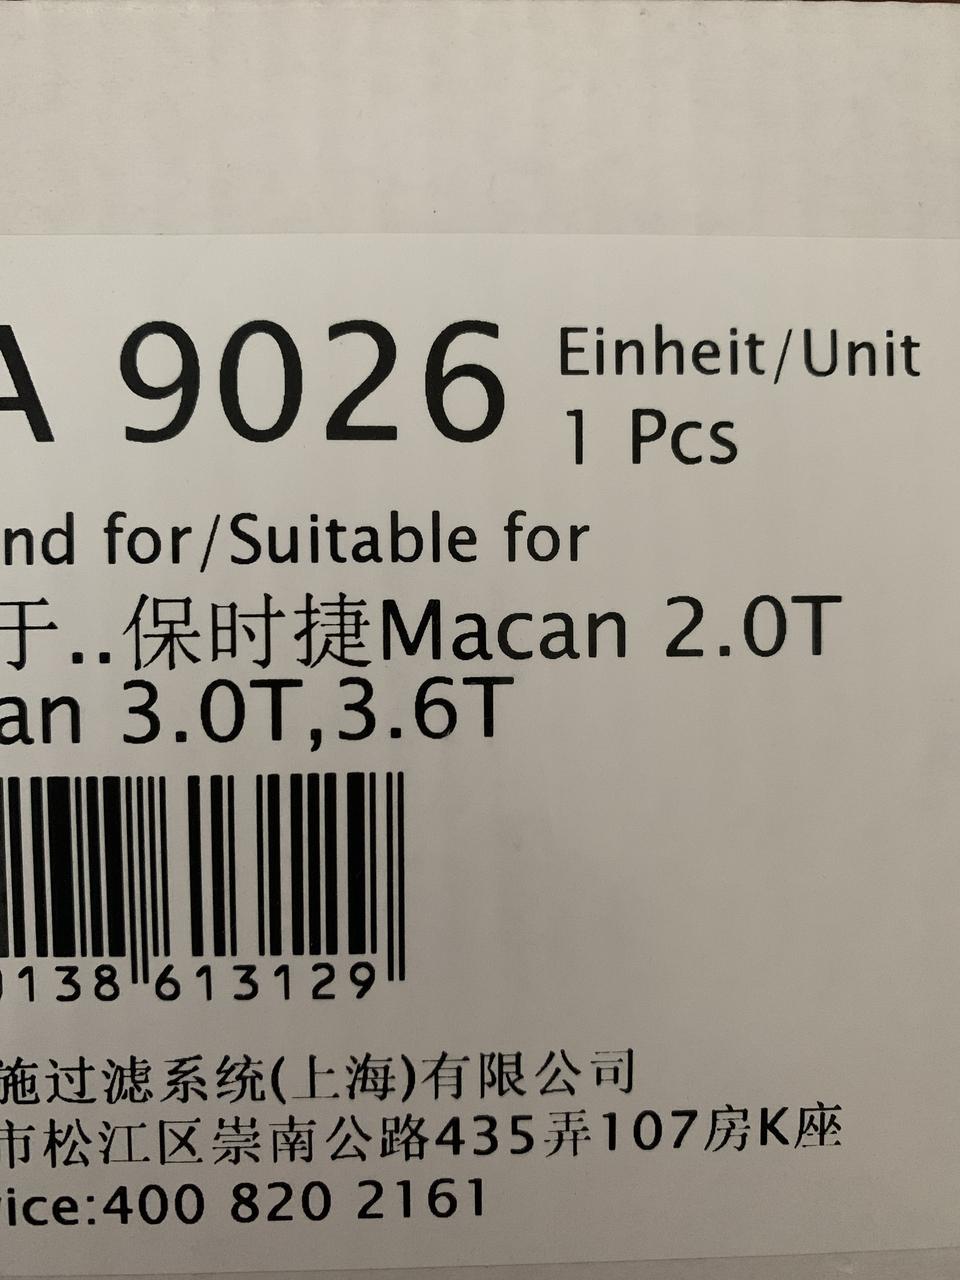 A 9026
Einheit/Unit
1 Pcs
nd for/Suitable for
于..保时捷Macan 2.0T
an 3.0T,3.6T
138 613129
施过滤系统(上海)有限公司
市松江区崇南公路435弄107房K座
ice:400 820 2161